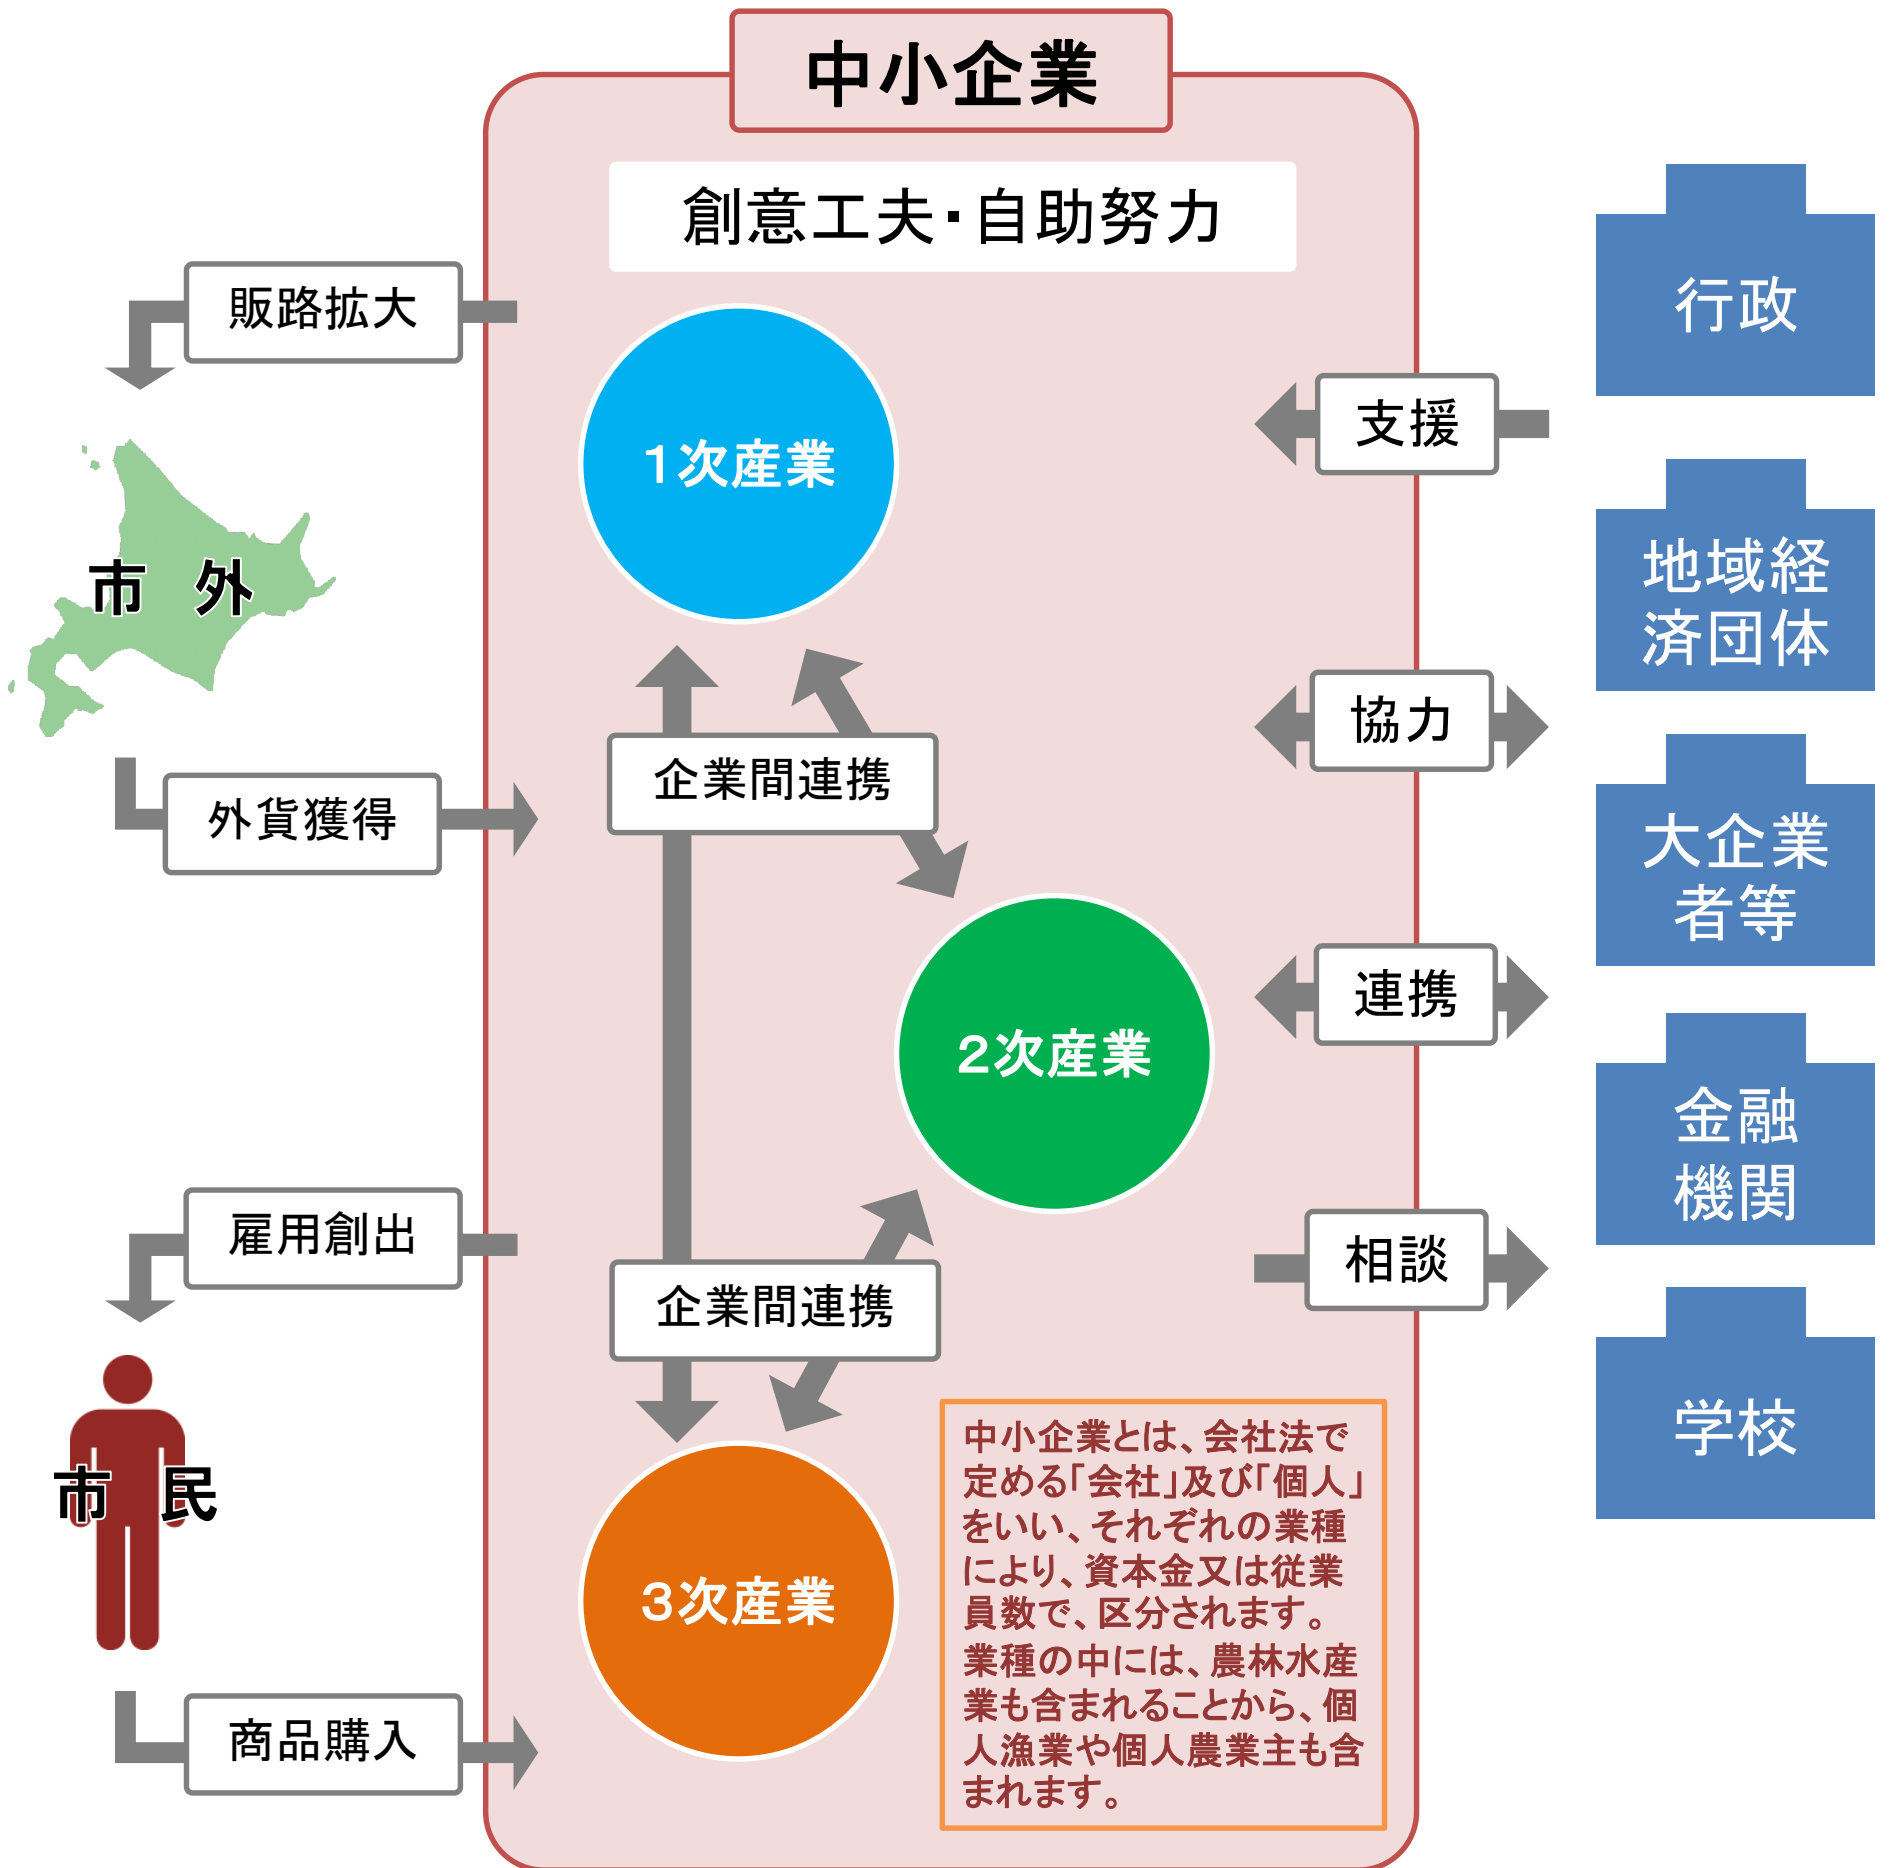 中小企業
創意工夫・自助努力
販路拡大
市　外
外貨獲得
雇用創出
市　民
商品購入
１次産業
企業間連携
２次産業
企業間連携
３次産業
中小企業とは、会社法で
定める「会社」及び「個人」
をいい、それぞれの業種
により、資本金又は従業
員数で、区分されます。
業種の中には、農林水産
業も含まれることから、個
人漁業や個人農業主も含
まれます。
支援
協力
連携
相談
行政
地域経
済団体
大企業
者等
金融
機関
学校